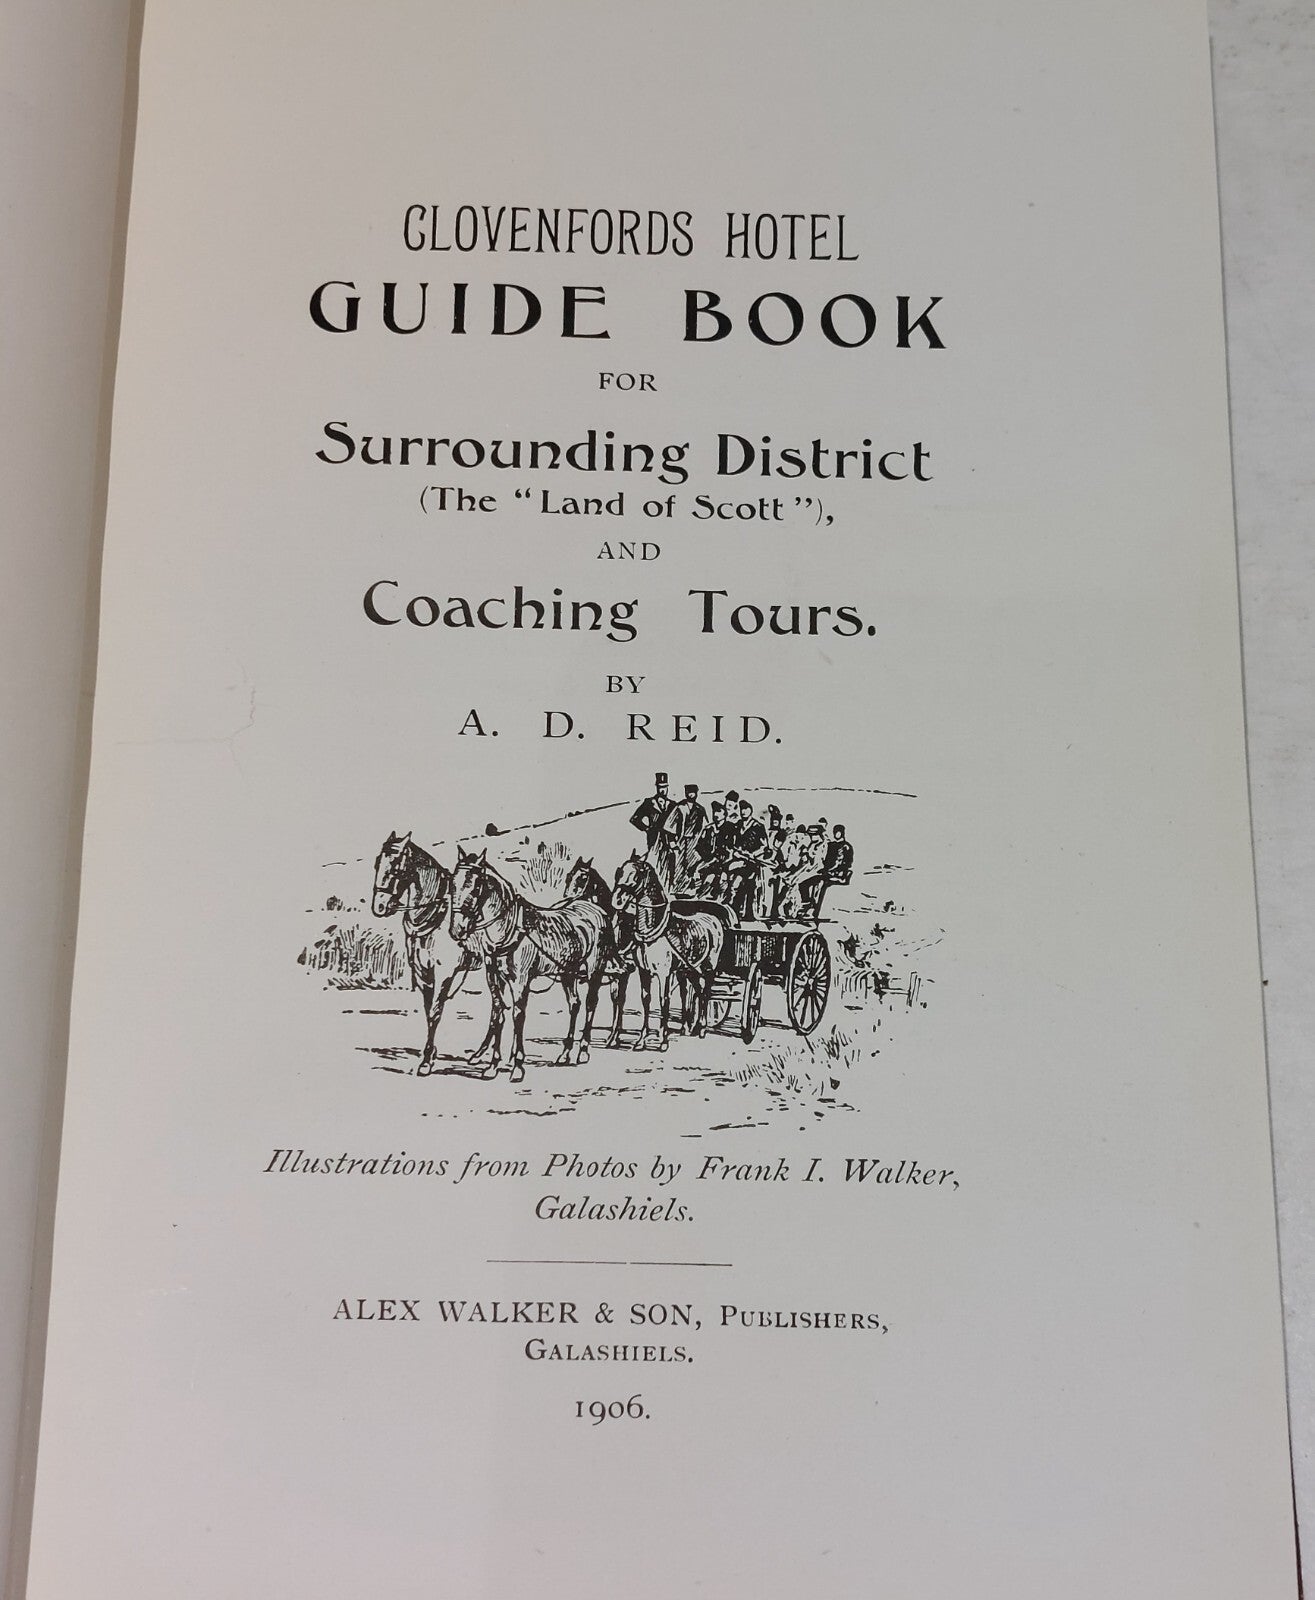 CLOVENFORDS HOTEL
GUIDE BOOK
FOR
Surrounding District
(The “Land of Scott”),
AND
Coaching Tours.
BY
A. D. REID.
Illustrations from Photos by Frank I. Walker,
Galashiels.
ALEX WALKER & SON, PUBLISHERS,
GALASHIELS.
1906.